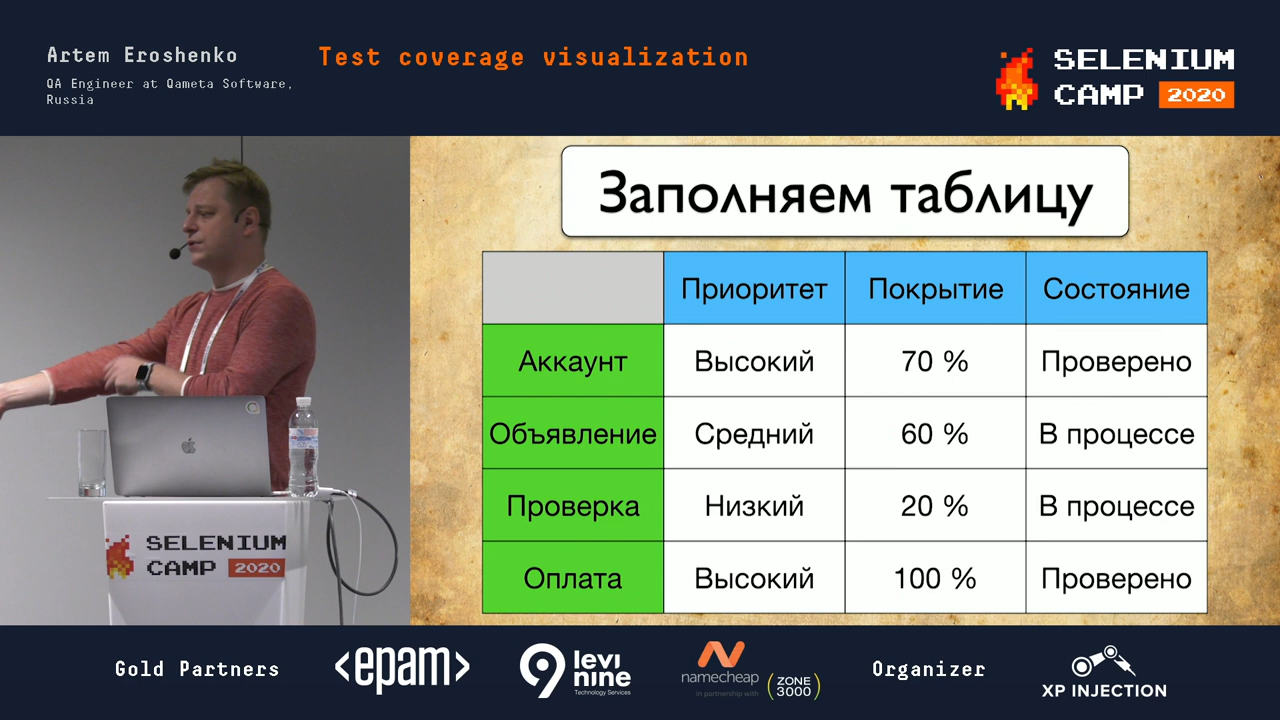 Artem Eroshenko
QA Engineer at Qameta Software,
Russia
Test coverage visualization
SELENIUM
CAMP 2020
Заполняем таблицу
Приоритет Покрытие Состояние
Аккаунт Высокий 70 % Проверено
Объявление Средний 60 % В процессе
Проверка Низкий 20 % В процессе
Оплата Высокий 100 % Проверено
SELENIUM
CAMP 2020
Gold Partners
<epam>
9 levi
nine
Technology Services
namecheap
in partnership with
ZONE
3000
Organizer
XP INJECTION